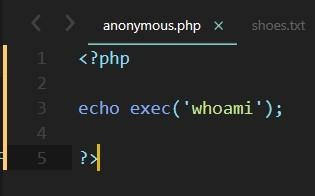 anonymous.php × shoes.txt
1 <?php
2
3 echo exec('whoami');
4
5 ?>